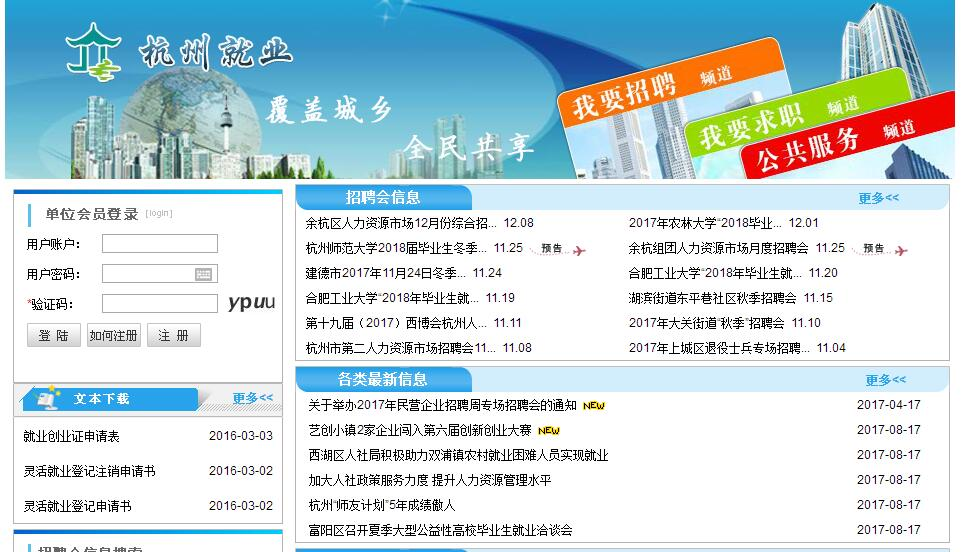 杭州就业
覆盖城乡
全民共享
我要招聘 频道
我要求职 频道
公共服务 频道
单位会员登录 [login]
用户账户：
用户密码：
*验证码： ypuu
登 陆 如何注册 注 册
文本下载 更多<<
就业创业证申请表 2016-03-03
灵活就业登记注销申请书 2016-03-02
灵活就业登记申请书 2016-03-02
招聘会信息搜索
招聘会信息 更多<<
余杭区人力资源市场12月份综合招... 12.08 2017年农林大学“2018毕业... 12.01
杭州师范大学2018届毕业生冬季... 11.25 预告 余杭组团人力资源市场月度招聘会 11.25 预告
建德市2017年11月24日冬季... 11.24 合肥工业大学“2018年毕业生就... 11.20
合肥工业大学“2018年毕业生就... 11.19 湖滨街道东平巷社区秋季招聘会 11.15
第十九届（2017）西博会杭州人... 11.11 2017年大关街道“秋季”招聘会 11.10
杭州市第二人力资源市场招聘会11... 11.08 2017年上城区退役士兵专场招聘... 11.04
各类最新信息 更多<<
关于举办2017年民营企业招聘周专场招聘会的通知 NEW 2017-04-17
艺创小镇2家企业闯入第六届创新创业大赛 NEW 2017-08-17
西湖区人社局积极助力双浦镇农村就业困难人员实现就业 2017-08-17
加大人社政策服务力度 提升人力资源管理水平 2017-08-17
杭州“师友计划”5年成绩傲人 2017-08-17
富阳区召开夏季大型公益性高校毕业生就业洽谈会 2017-08-17